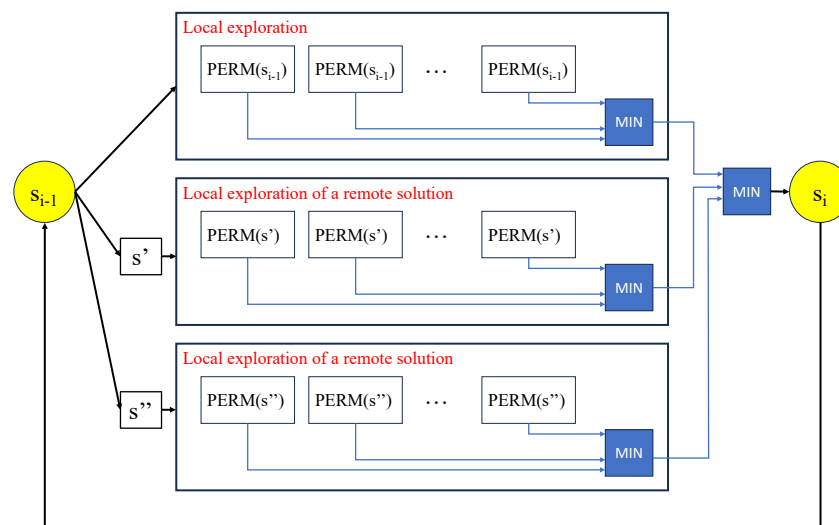 Local exploration
PERM(sᵢ₋₁) PERM(sᵢ₋₁) ... PERM(sᵢ₋₁)
MIN
sᵢ₋₁
MIN
sᵢ
Local exploration of a remote solution
s’
PERM(s’) PERM(s’) ... PERM(s’)
MIN
Local exploration of a remote solution
s’’
PERM(s’’) PERM(s’’) ... PERM(s’’)
MIN